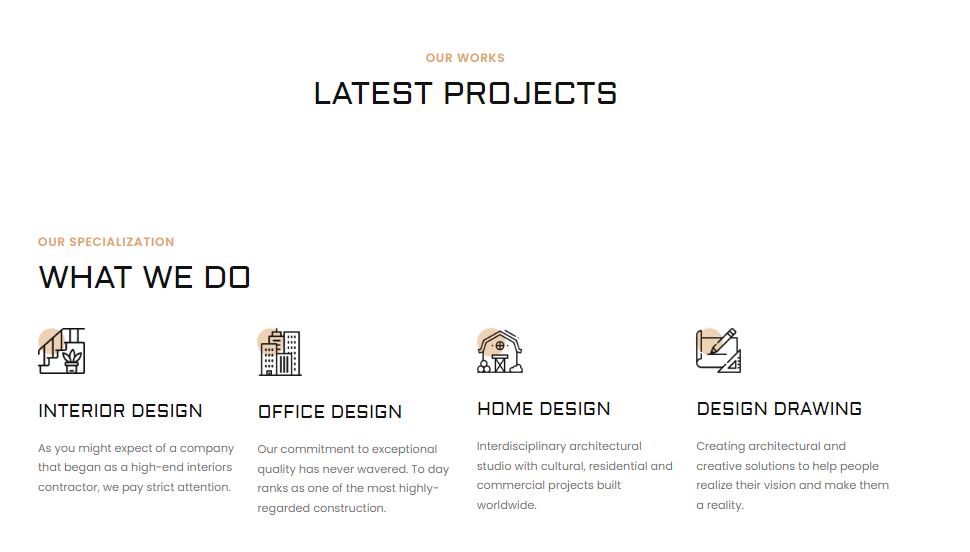 OUR WORKS
LATEST PROJECTS
OUR SPECIALIZATION
WHAT WE DO
INTERIOR DESIGN
As you might expect of a company
that began as a high-end interiors
contractor, we pay strict attention.
OFFICE DESIGN
Our commitment to exceptional
quality has never wavered. To day
ranks as one of the most highly-
regarded construction.
HOME DESIGN
Interdisciplinary architectural
studio with cultural, residential and
commercial projects built
worldwide.
DESIGN DRAWING
Creating architectural and
creative solutions to help people
realize their vision and make them
a reality.